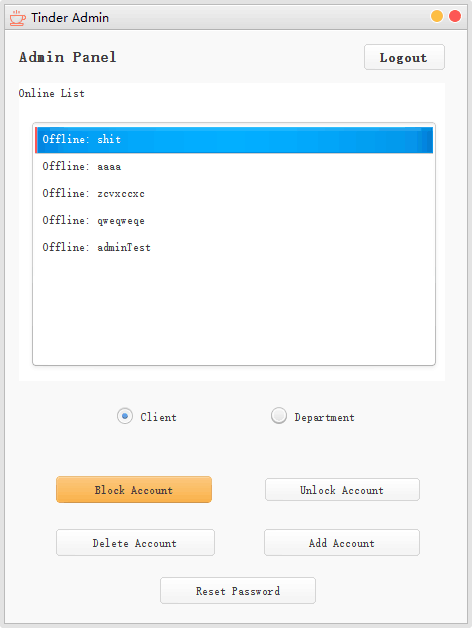 Tinder Admin
Admin Panel
Logout
Online List
Offline: shit
Offline: aaaa
Offline: zcvxccxc
Offline: qweqweqe
Offline: adminTest
Client
Department
Block Account
Unlock Account
Delete Account
Add Account
Reset Password